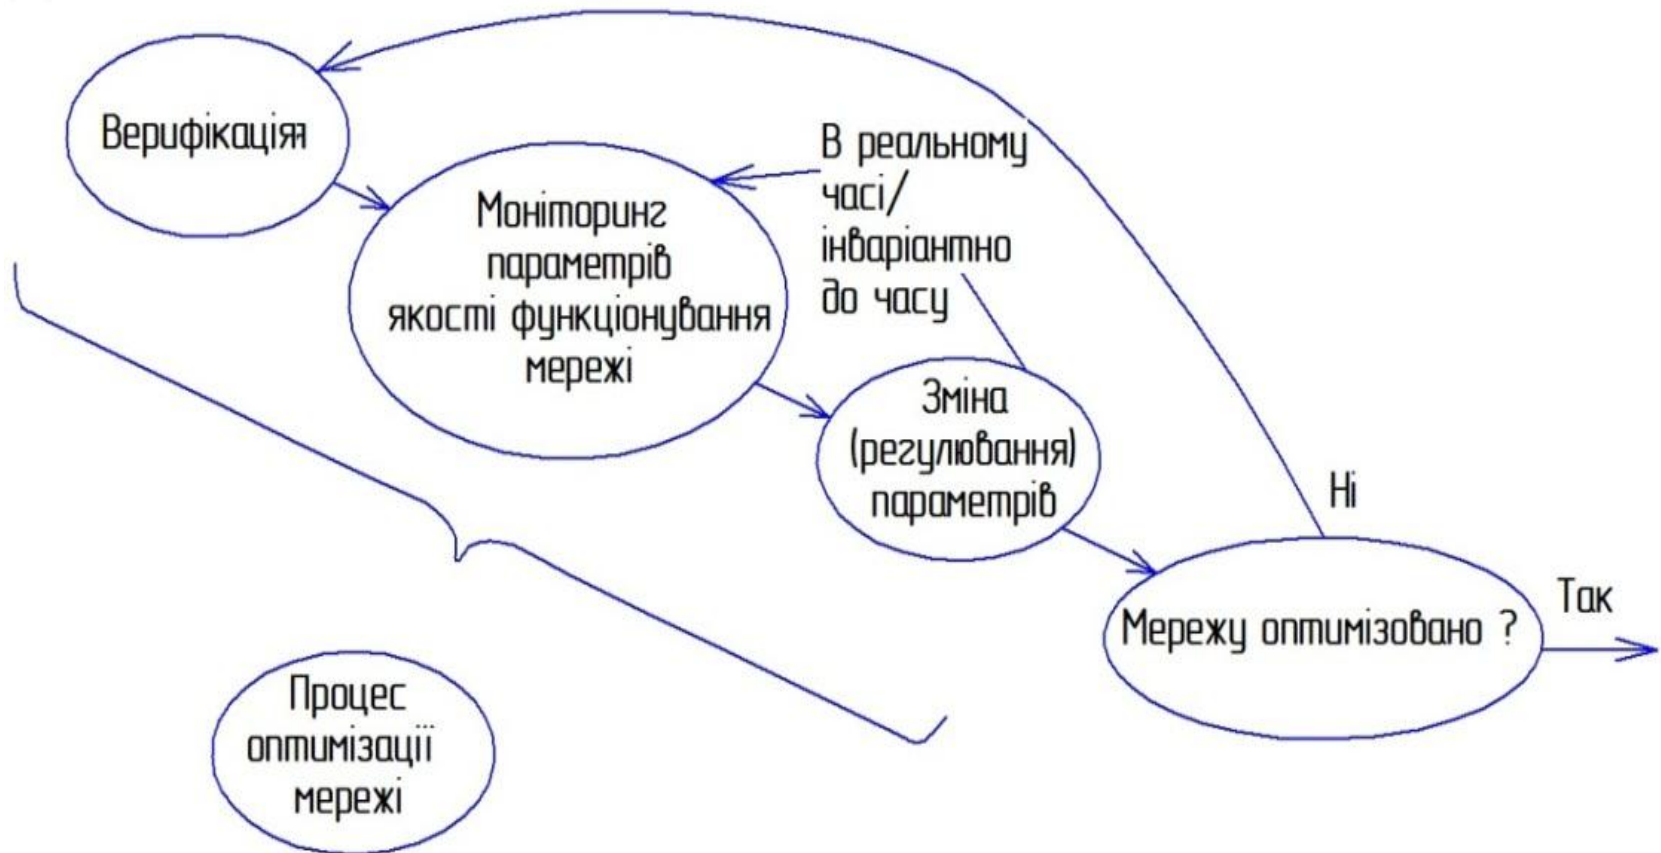 Верифікація
Моніторинг
параметрів
якості функціонування
мережі
В реальному
часі/
інваріантно
до часу
Зміна
(регулювання)
параметрів
Ні
Мережу оптимізовано ?
Так
Процес
оптимізації
мережі